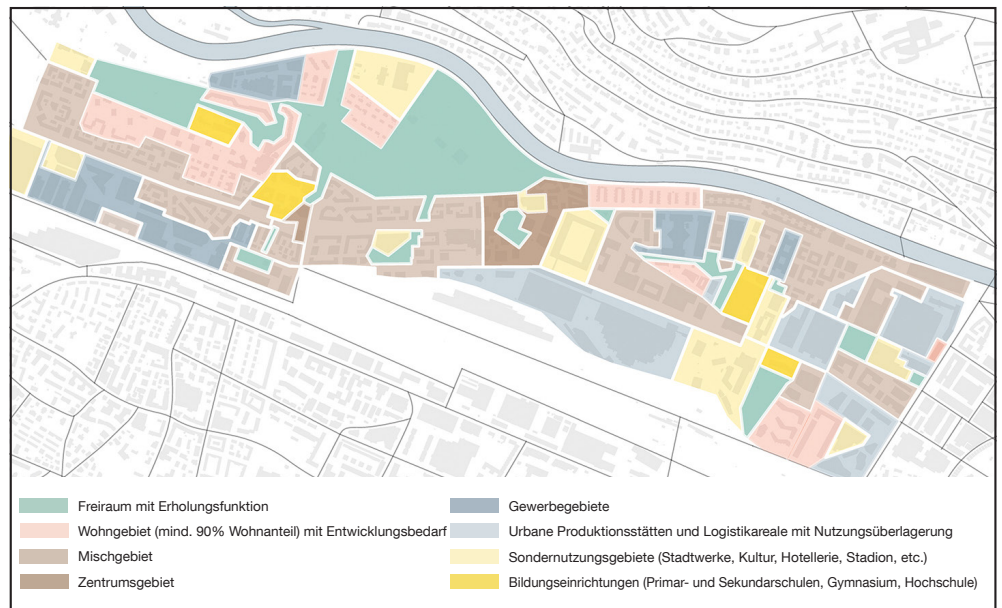 Freiraum mit Erholungsfunktion
Wohngebiet (mind. 90% Wohnanteil) mit Entwicklungsbedarf
Mischgebiet
Zentrumsgebiet
Gewerbegebiete
Urbane Produktionsstätten und Logistikareale mit Nutzungsüberlagerung
Sondernutzungsgebiete (Stadtwerke, Kultur, Hotellerie, Stadion, etc.)
Bildungseinrichtungen (Primar- und Sekundarschulen, Gymnasium, Hochschule)